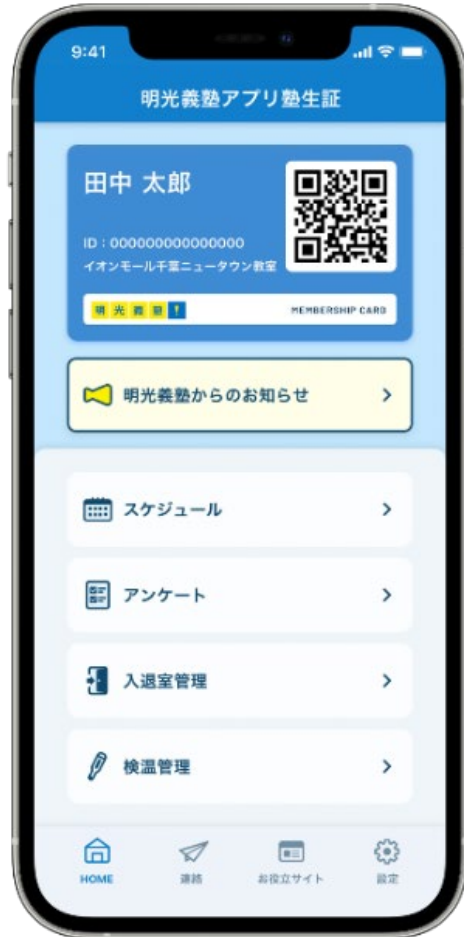 9:41
明光義塾アプリ塾生証
田中 太郎
ID：000000000000000
イオンモール千葉ニュータウン教室
明光義塾!
MEMBERSHIP CARD
明光義塾からのお知らせ
スケジュール
アンケート
入退室管理
検温管理
HOME
連絡
お役立サイト
設定